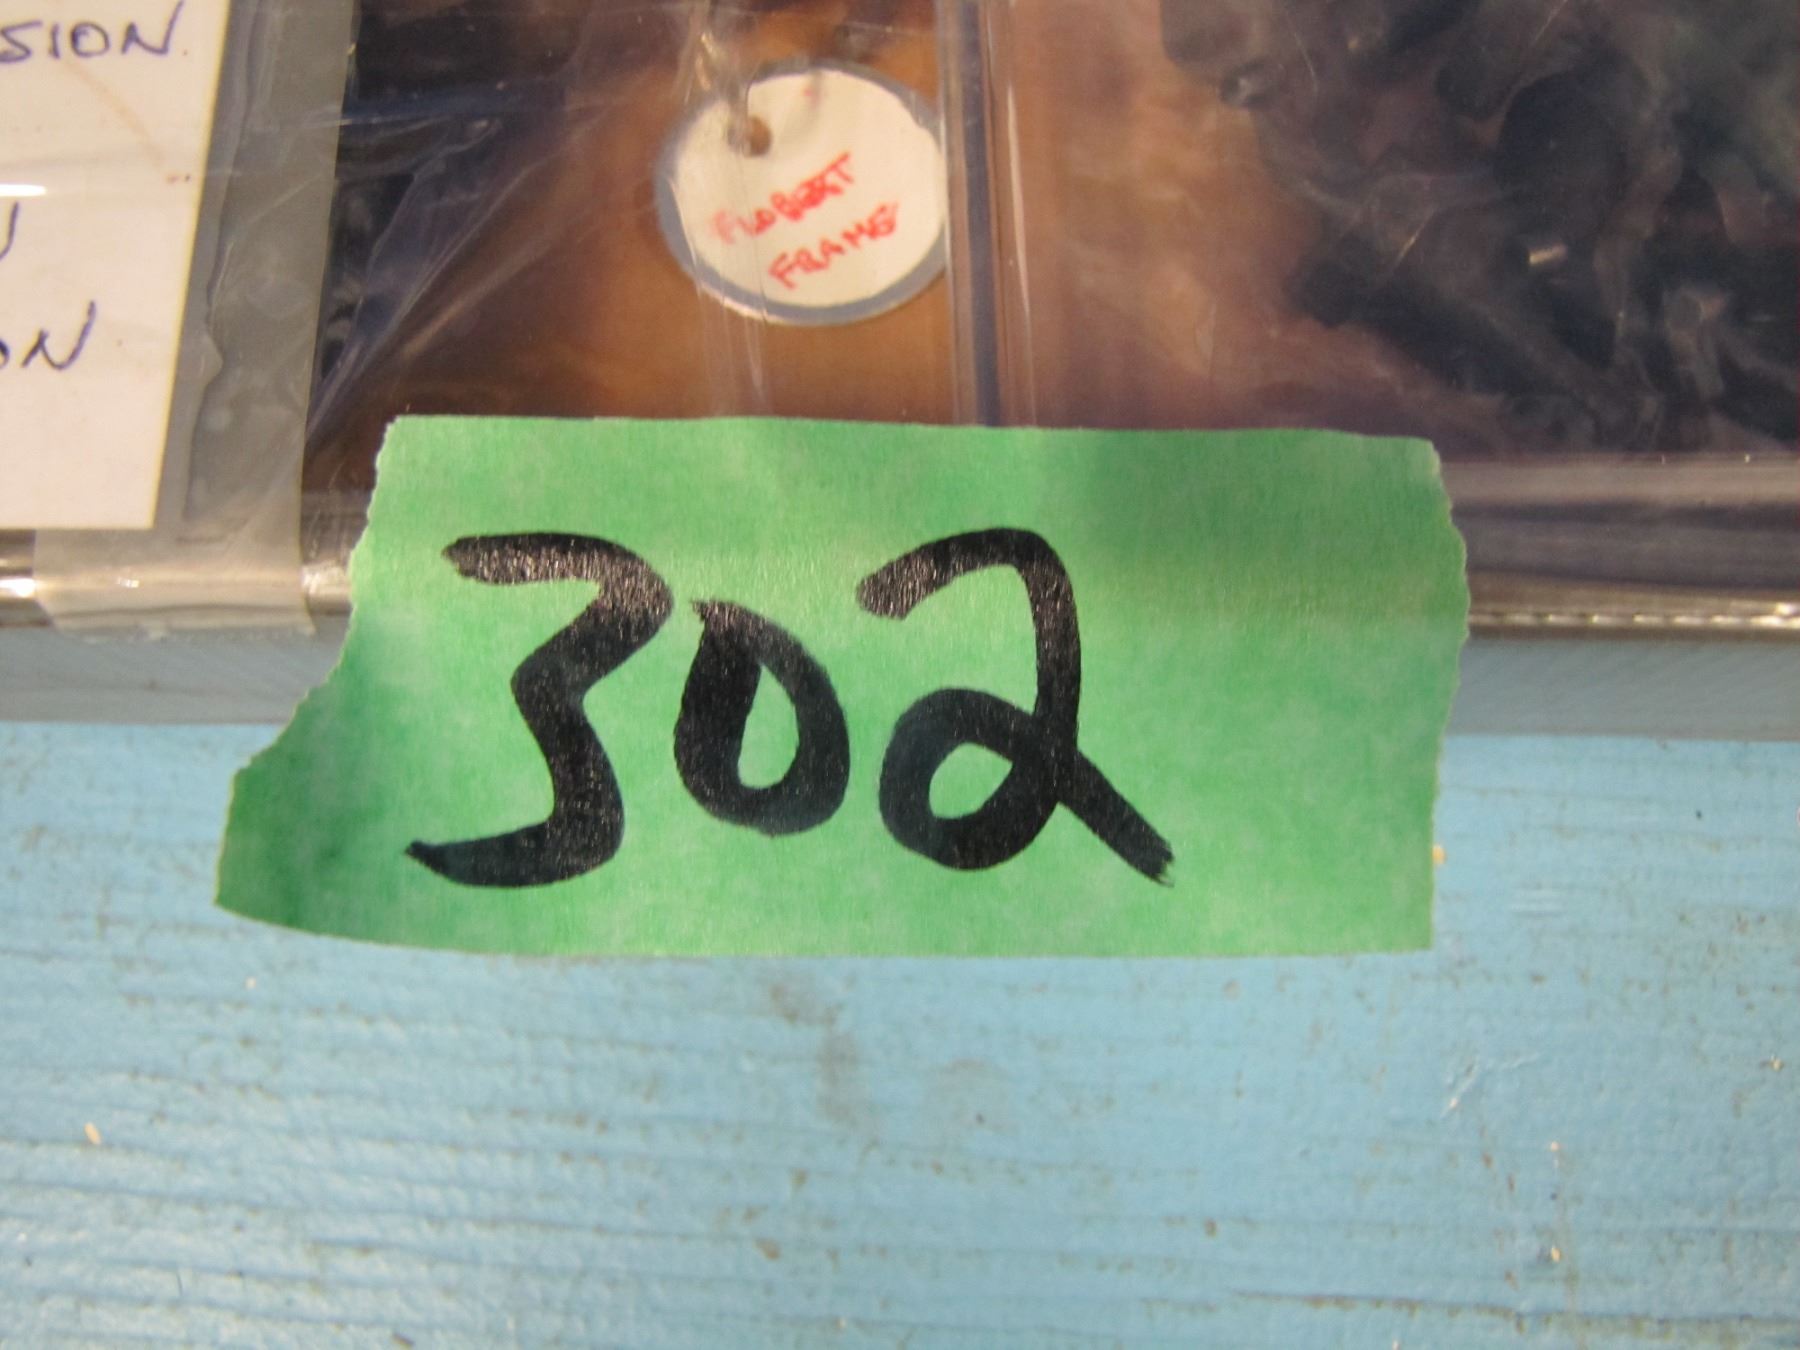 SION
ON
FLOBERT
FRAME
302